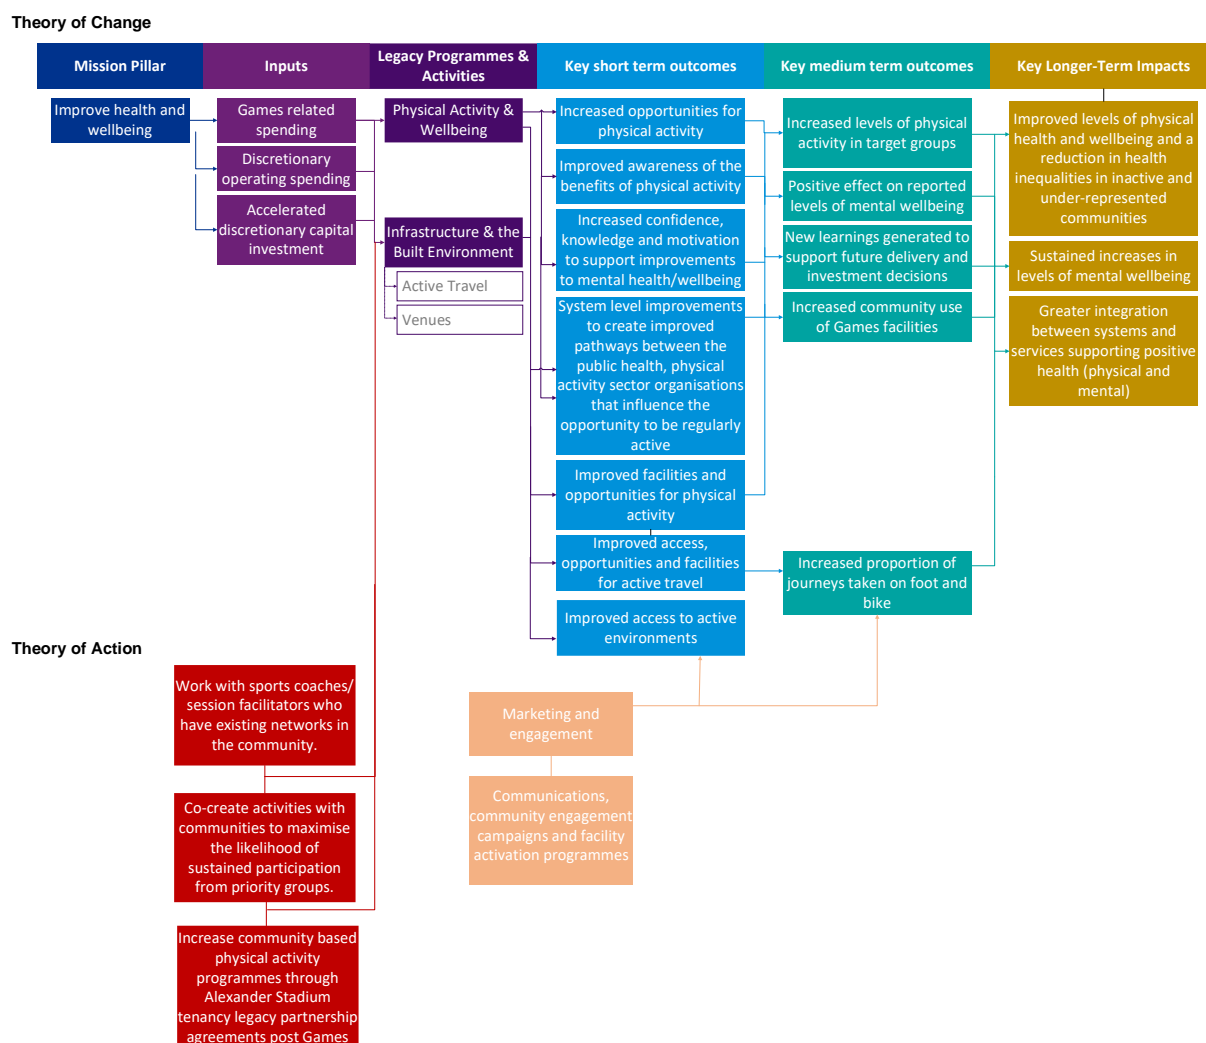 Theory of Change
Mission Pillar
Inputs
Legacy Programmes &
Activities
Key short term outcomes
Key medium term outcomes
Key Longer-Term Impacts
Improve health and
wellbeing
Games related
spending
Discretionary
operating spending
Accelerated
discretionary capital
investment
Physical Activity &
Wellbeing
Infrastructure & the
Built Environment
Active Travel
Venues
Increased opportunities for
physical activity
Improved awareness of the
benefits of physical activity
Increased confidence,
knowledge and motivation
to support improvements
to mental health/wellbeing
System level improvements
to create improved
pathways between the
public health, physical
activity sector organisations
that influence the
opportunity to be regularly
active
Improved facilities and
opportunities for physical
activity
Improved access,
opportunities and facilities
for active travel
Improved access to active
environments
Increased levels of physical
activity in target groups
Positive effect on reported
levels of mental wellbeing
New learnings generated to
support future delivery and
investment decisions
Increased community use
of Games facilities
Increased proportion of
journeys taken on foot and
bike
Improved levels of physical
health and wellbeing and a
reduction in health
inequalities in inactive and
under-represented
communities
Sustained increases in
levels of mental wellbeing
Greater integration
between systems and
services supporting positive
health (physical and
mental)
Theory of Action
Work with sports coaches/
session facilitators who
have existing networks in
the community.
Co-create activities with
communities to maximise
the likelihood of
sustained participation
from priority groups.
Increase community based
physical activity
programmes through
Alexander Stadium
tenancy legacy partnership
agreements post Games
Marketing and
engagement
Communications,
community engagement
campaigns and facility
activation programmes